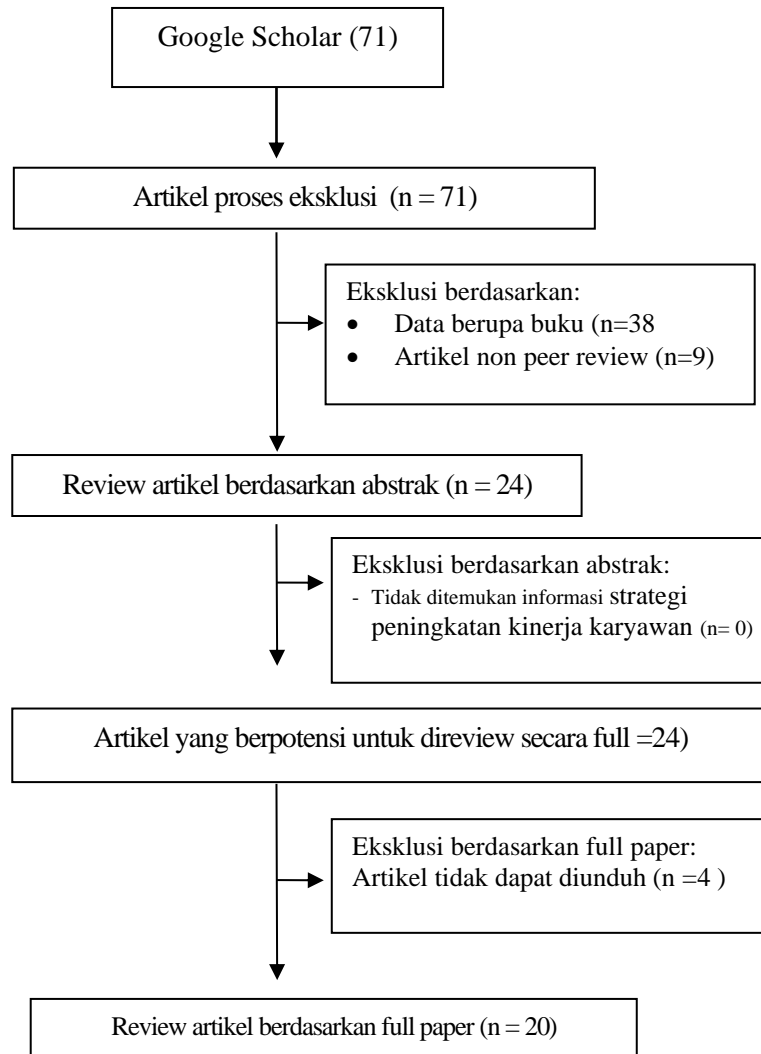 Google Scholar (71)
Artikel proses eksklusi (n = 71)
Eksklusi berdasarkan:
• Data berupa buku (n=38
• Artikel non peer review (n=9)
Review artikel berdasarkan abstrak (n = 24)
Eksklusi berdasarkan abstrak:
- Tidak ditemukan informasi strategi
peningkatan kinerja karyawan (n= 0)
Artikel yang berpotensi untuk direview secara full =24)
Eksklusi berdasarkan full paper:
Artikel tidak dapat diunduh (n =4 )
Review artikel berdasarkan full paper (n = 20)